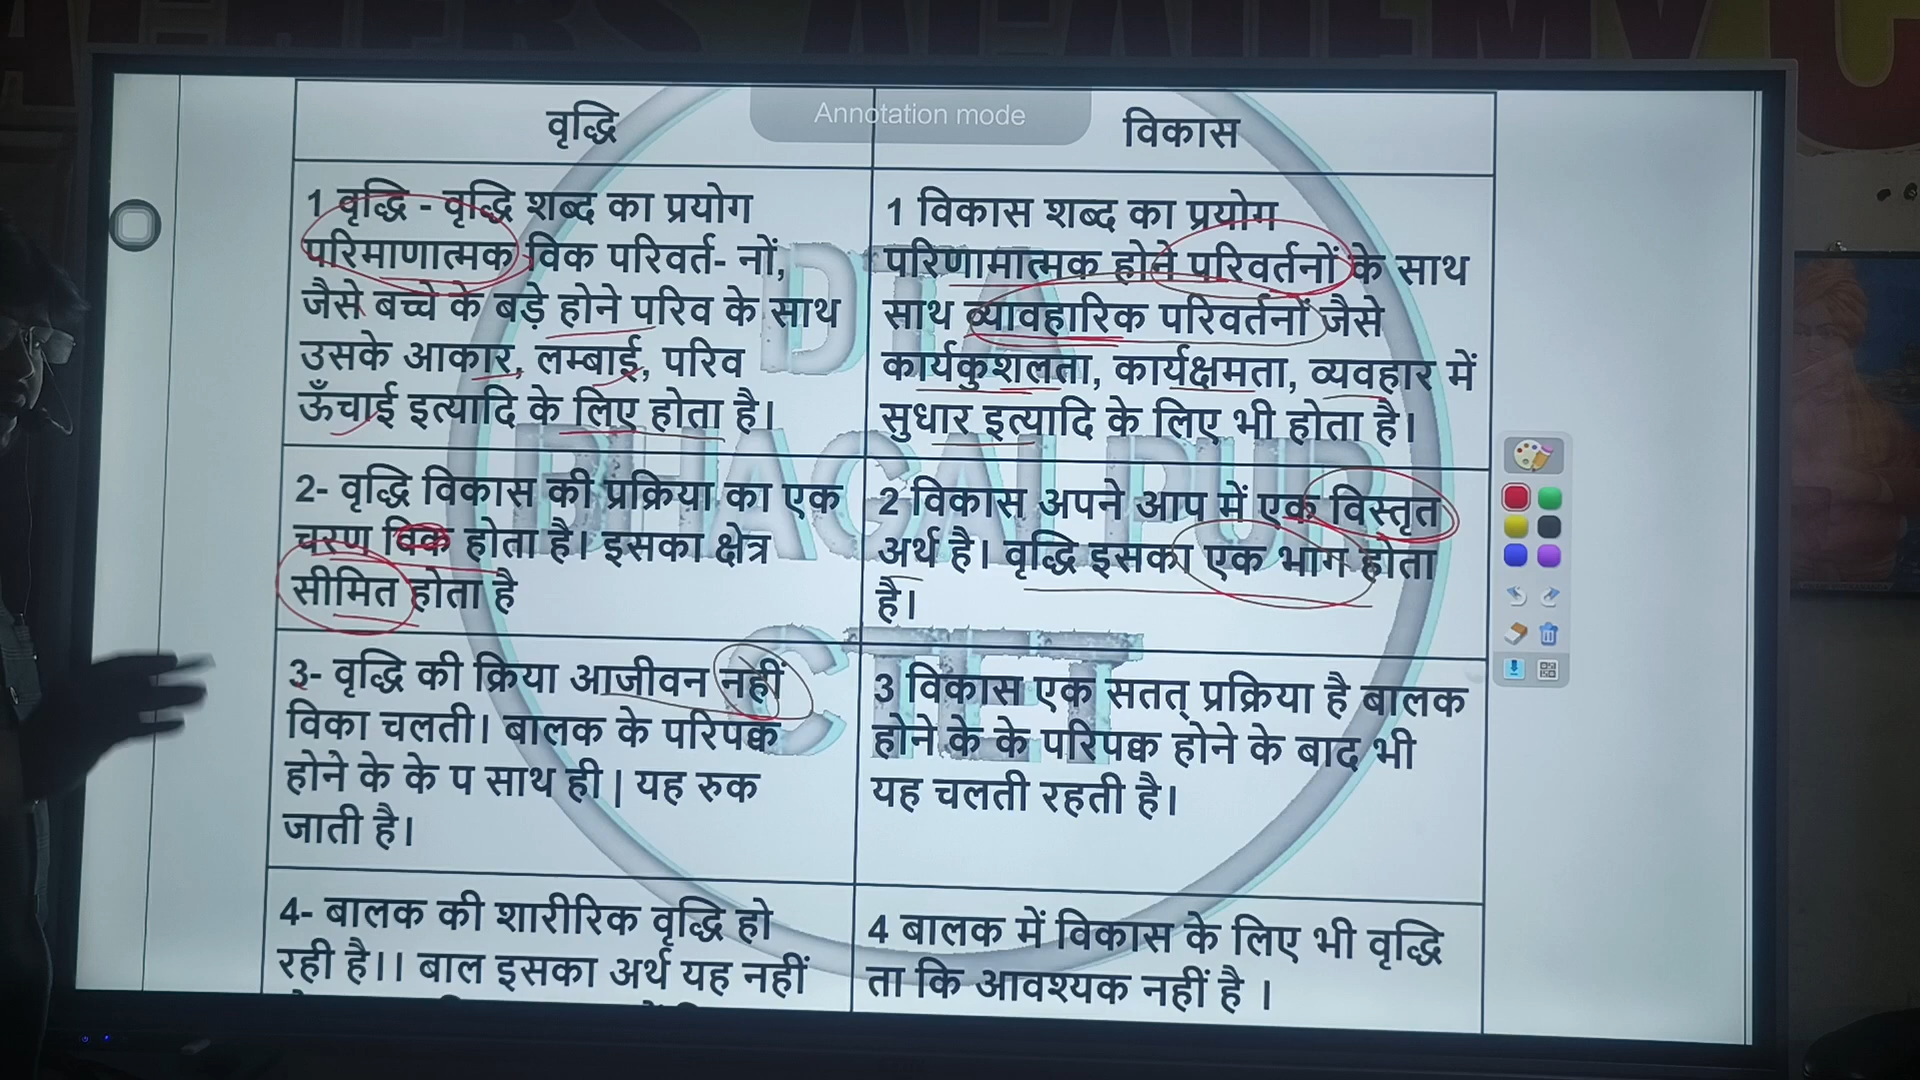 ACADEMY
Annotation mode
वृद्धि
विकास
1 वृद्धि - वृद्धि शब्द का प्रयोग
परिमाणात्मक विक परिवर्त- नों,
जैसे बच्चे के बड़े होने परिव के साथ
उसके आकार, लम्बाई, परिव
ऊँचाई इत्यादि के लिए होता है।
1 विकास शब्द का प्रयोग
परिणामात्मक होने परिवर्तनों के साथ
साथ व्यावहारिक परिवर्तनों जैसे
कार्यकुशलता, कार्यक्षमता, व्यवहार में
सुधार इत्यादि के लिए भी होता है।
2- वृद्धि विकास की प्रक्रिया का एक
चरण विक होता है। इसका क्षेत्र
सीमित होता है
2 विकास अपने आप में एक विस्तृत
अर्थ है। वृद्धि इसका एक भाग होता
है।
3- वृद्धि की क्रिया आजीवन नहीं
विका चलती। बालक के परिपक्व
होने के के प साथ ही | यह रुक
जाती है।
3 विकास एक सतत् प्रक्रिया है बालक
होने के के परिपक्व होने के बाद भी
यह चलती रहती है।
4- बालक की शारीरिक वृद्धि हो
रही है।। बाल इसका अर्थ यह नहीं
4 बालक में विकास के लिए भी वृद्धि
ता कि आवश्यक नहीं है ।
BHAGALPUR